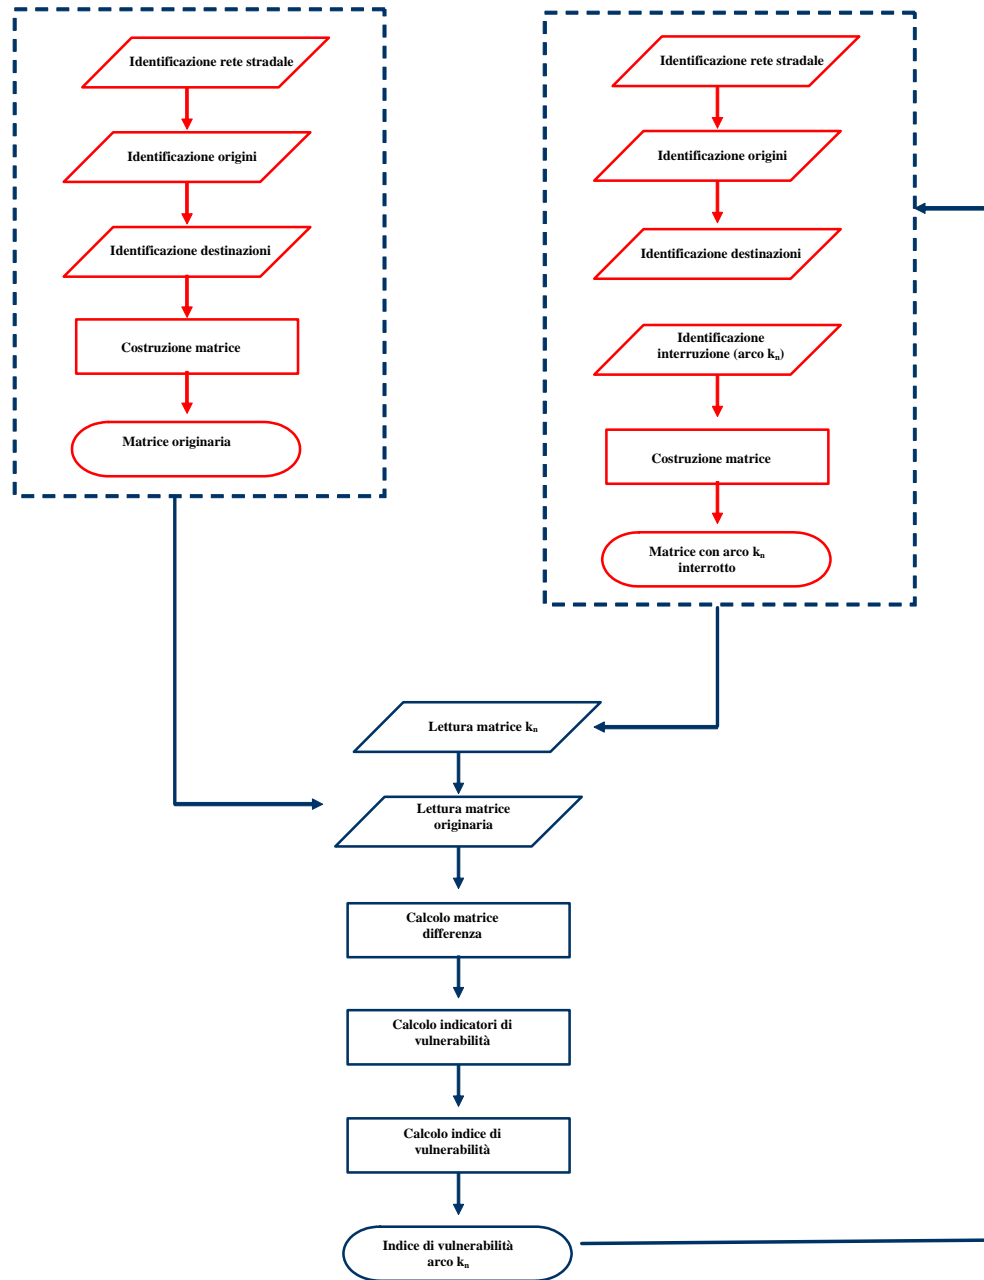 Identificazione rete stradale
Identificazione origini
Identificazione destinazioni
Costruzione matrice
Matrice originaria
Identificazione rete stradale
Identificazione origini
Identificazione destinazioni
Identificazione
interruzione (arco kₙ)
Costruzione matrice
Matrice con arco kₙ
interrotto
Lettura matrice kₙ
Lettura matrice
originaria
Calcolo matrice
differenza
Calcolo indicatori di
vulnerabilità
Calcolo indice di
vulnerabilità
Indice di vulnerabilità
arco kₙ